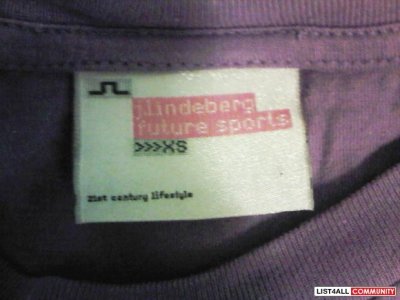 jlindeberg
future sports
>>>XS
21st century lifestyle
LIST4ALL COMMUNITY